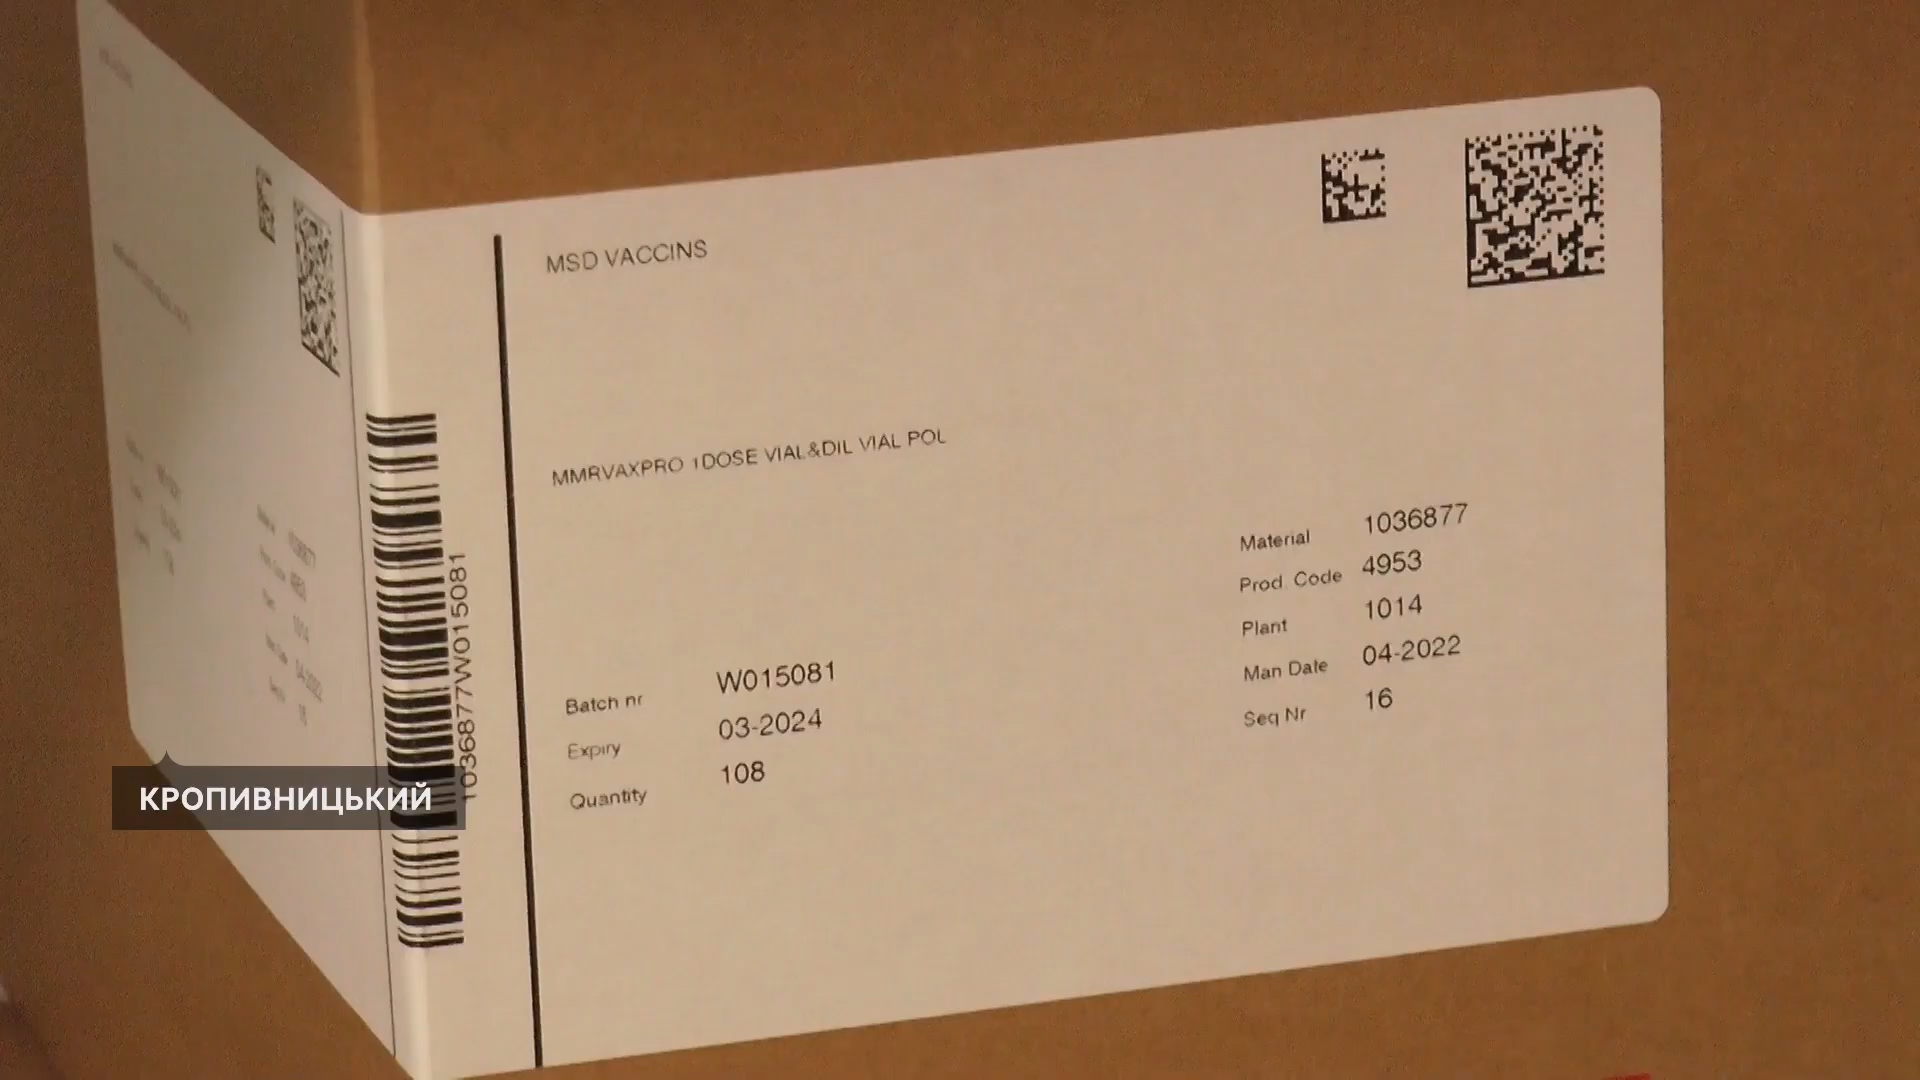 MSD VACCINS
MMRVAXPRO 1DOSE VIAL&DIL VIAL POL
Material 1036877
Prod. Code 4953
Plant 1014
Man Date 04-2022
Seq Nr 16
Batch nr W015081
Expiry 03-2024
Quantity 108
1036877W015081
КРОПИВНИЦЬКИЙ